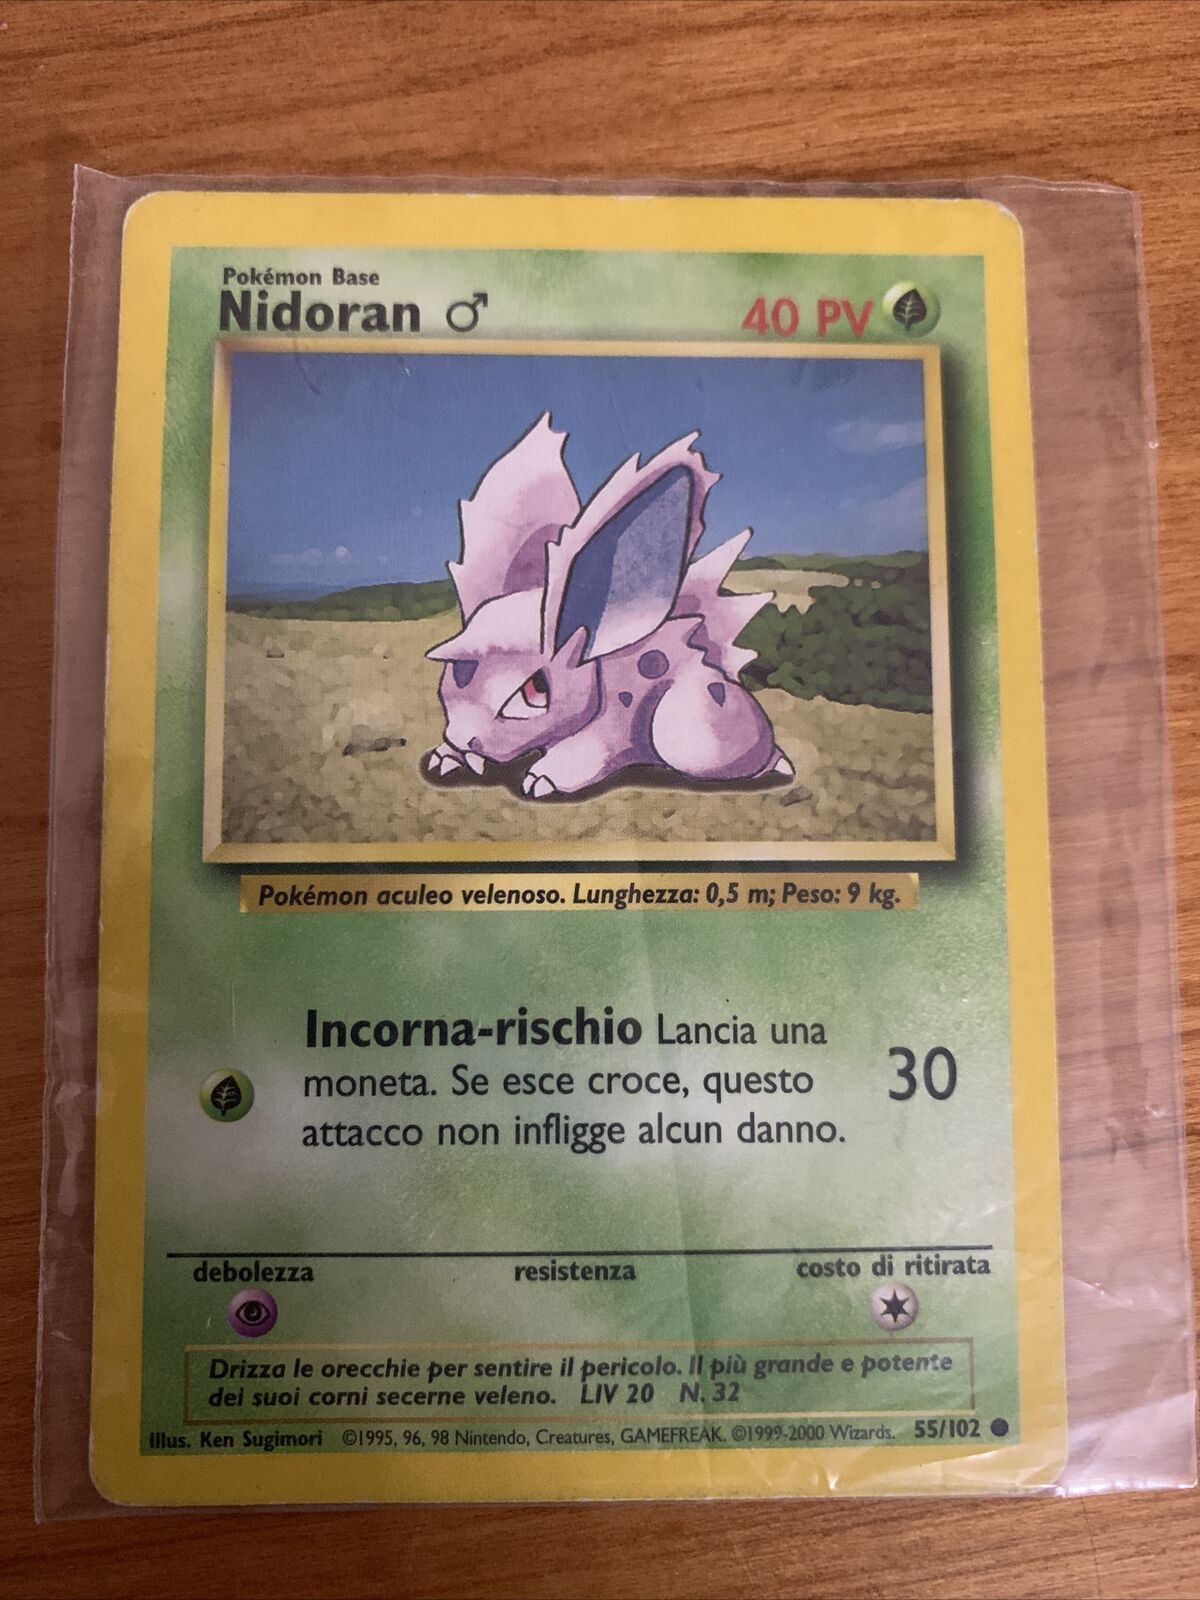 Pokémon Base
Nidoran ♂ 40 PV
Pokémon aculeo velenoso. Lunghezza: 0,5 m; Peso: 9 kg.
Incorna-rischio Lancia una
moneta. Se esce croce, questo 30
attacco non infligge alcun danno.
debolezza resistenza costo di ritirata
Drizza le orecchie per sentire il pericolo. Il più grande e potente
dei suoi corni secerne veleno. LIV 20 N. 32
Illus. Ken Sugimori ©1995, 96, 98 Nintendo, Creatures, GAMEFREAK. ©1999-2000 Wizards. 55/102 ●